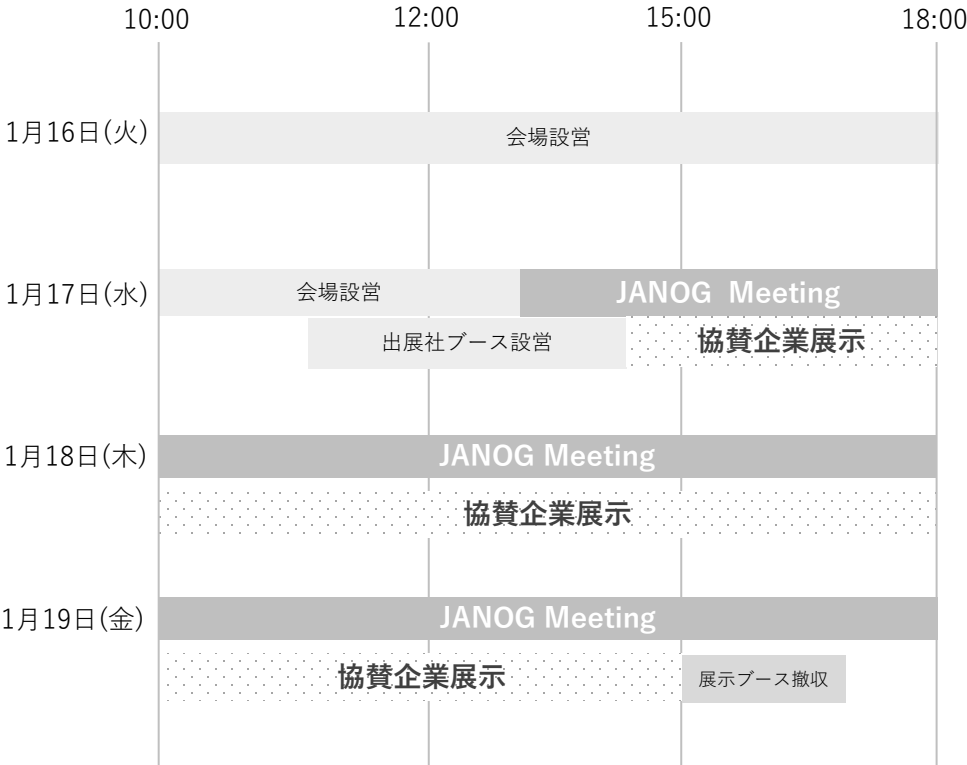 10:00 12:00 15:00 18:00
1月16日(火) 会場設営
1月17日(水) 会場設営 JANOG Meeting
出展社ブース設営 協賛企業展示
1月18日(木) JANOG Meeting
協賛企業展示
1月19日(金) JANOG Meeting
協賛企業展示 展示ブース撤収